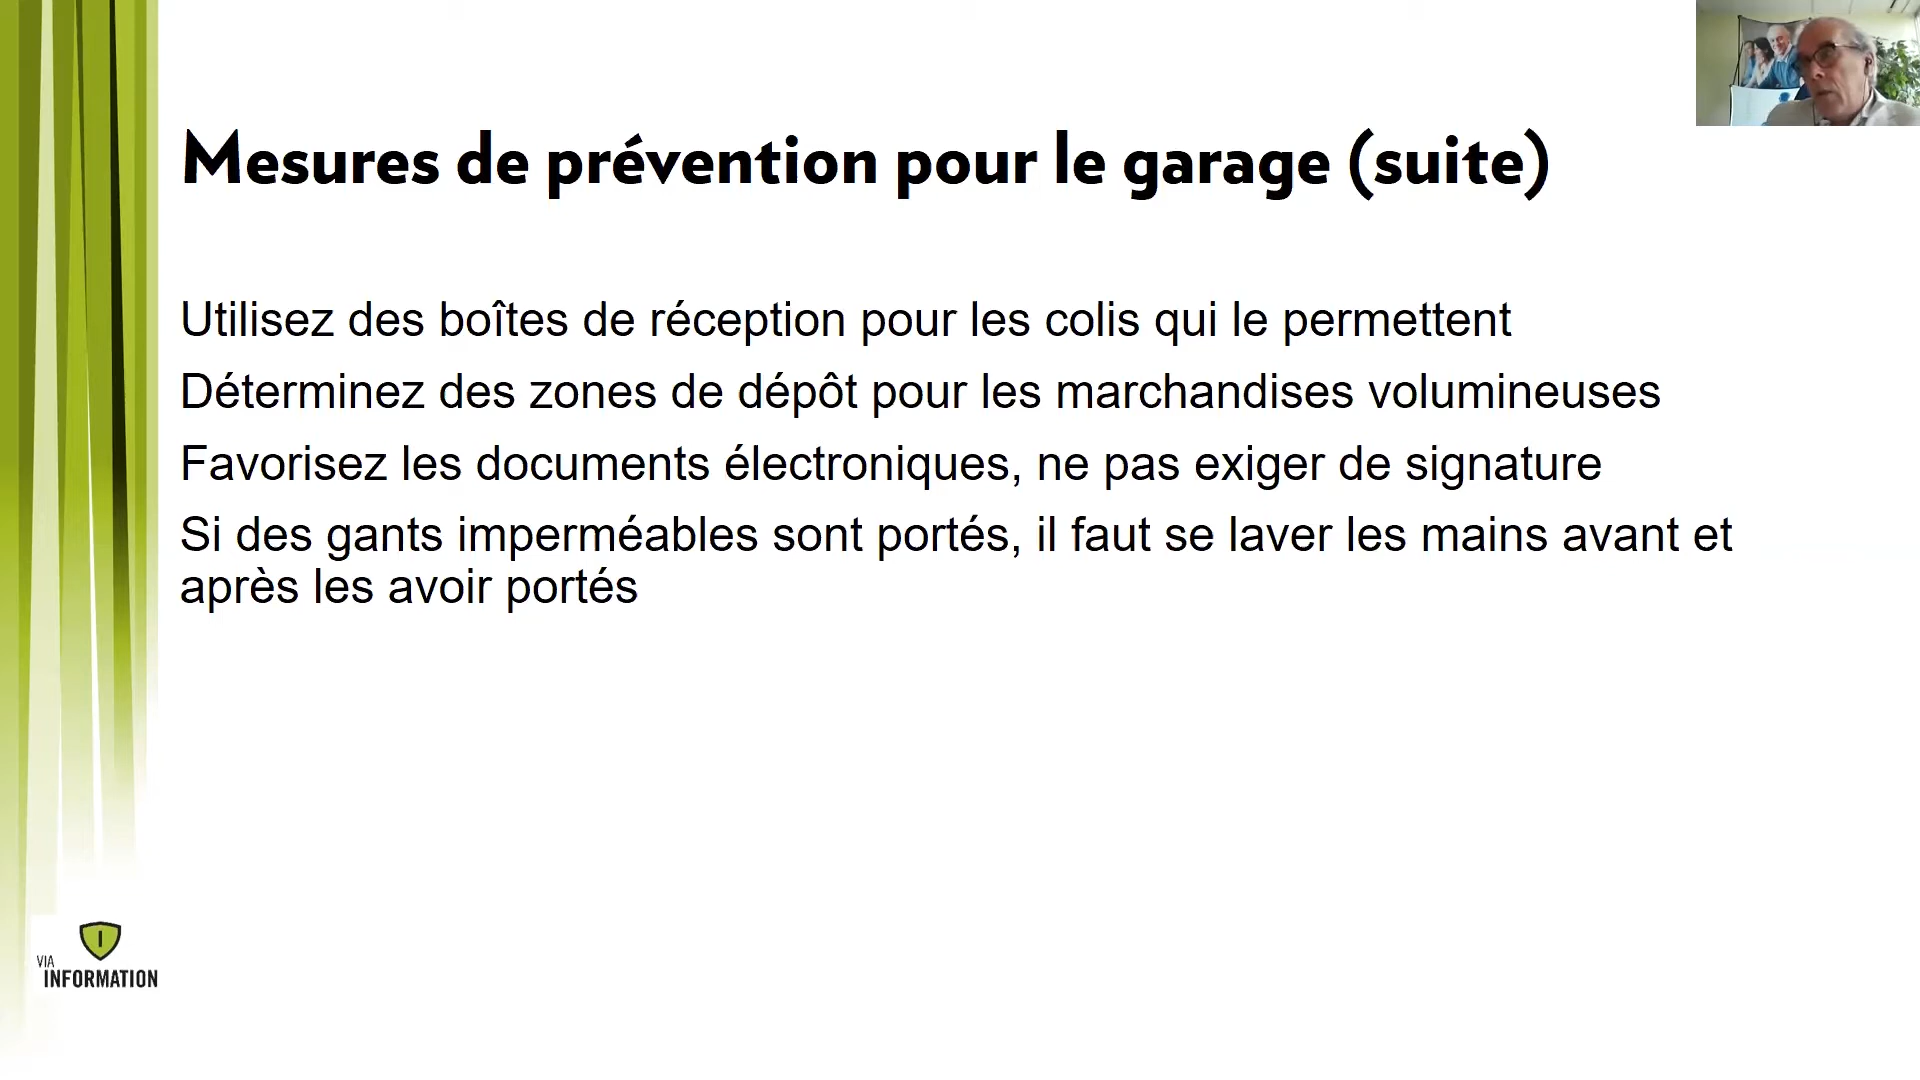 Mesures de prévention pour le garage (suite)
Utilisez des boîtes de réception pour les colis qui le permettent
Déterminez des zones de dépôt pour les marchandises volumineuses
Favorisez les documents électroniques, ne pas exiger de signature
Si des gants imperméables sont portés, il faut se laver les mains avant et
après les avoir portés
VIA
INFORMATION